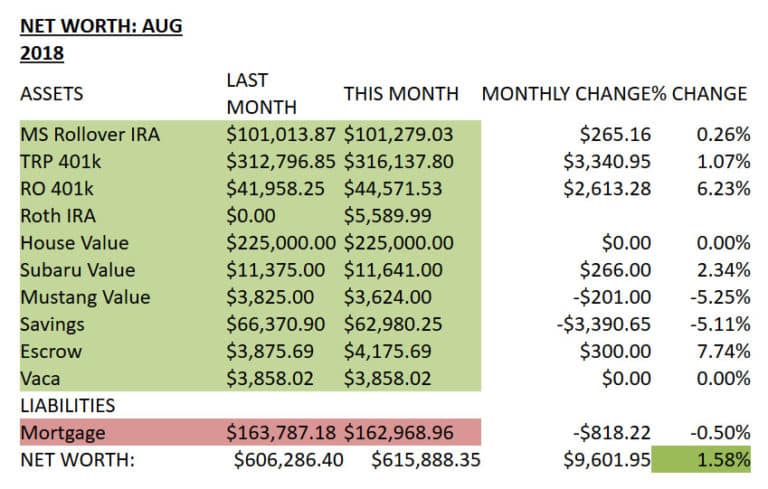 NET WORTH: AUG
2018
ASSETS LAST MONTH THIS MONTH MONTHLY CHANGE % CHANGE
MS Rollover IRA $101,013.87 $101,279.03 $265.16 0.26%
TRP 401k $312,796.85 $316,137.80 $3,340.95 1.07%
RO 401k $41,958.25 $44,571.53 $2,613.28 6.23%
Roth IRA $0.00 $5,589.99
House Value $225,000.00 $225,000.00 $0.00 0.00%
Subaru Value $11,375.00 $11,641.00 $266.00 2.34%
Mustang Value $3,825.00 $3,624.00 -$201.00 -5.25%
Savings $66,370.90 $62,980.25 -$3,390.65 -5.11%
Escrow $3,875.69 $4,175.69 $300.00 7.74%
Vaca $3,858.02 $3,858.02 $0.00 0.00%
LIABILITIES
Mortgage $163,787.18 $162,968.96 -$818.22 -0.50%
NET WORTH: $606,286.40 $615,888.35 $9,601.95 1.58%